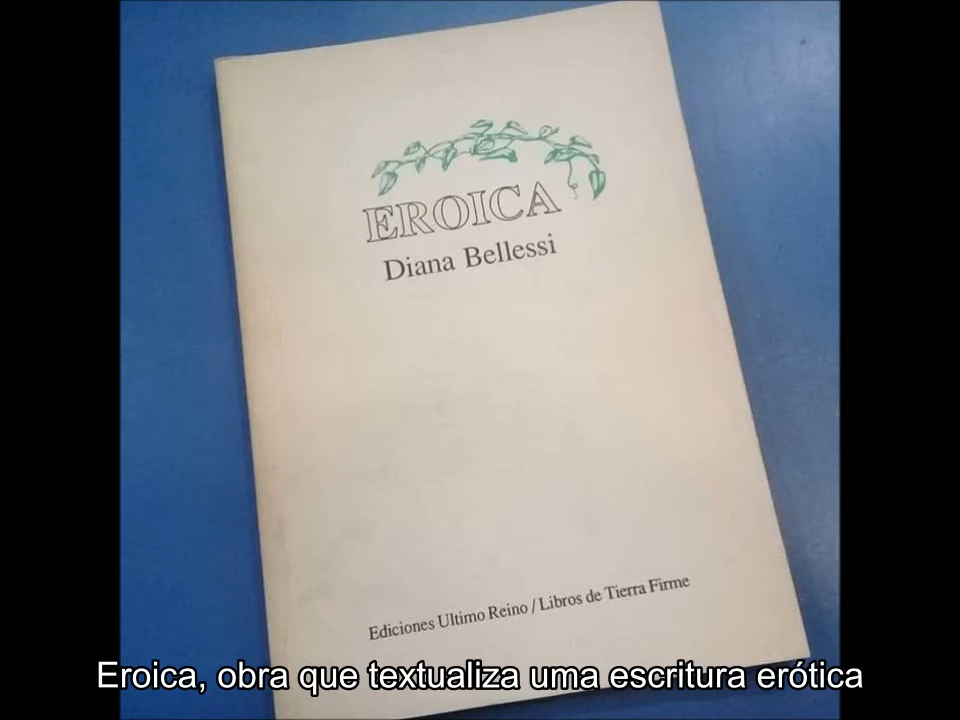 EROICA
Diana Bellessi
Ediciones Ultimo Reino / Libros de Tierra Firme
Eroica, obra que textualiza uma escritura erótica